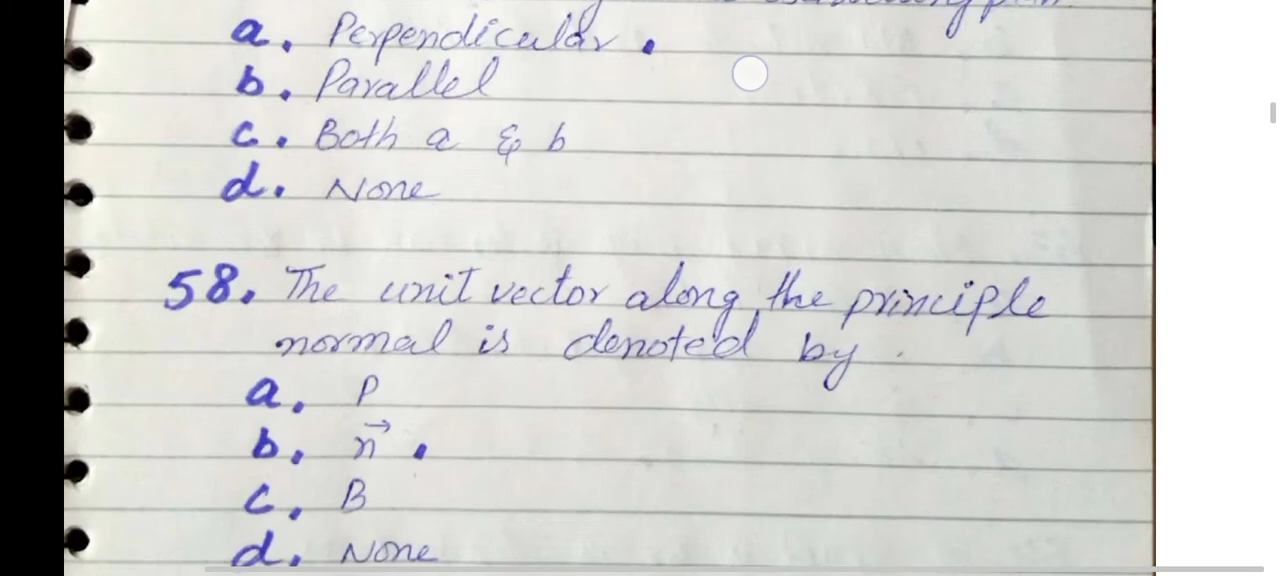 a. Perpendicular .
b. Parallel
c. Both a & b
d. None
58. The unit vector along the principle
normal is denoted by .
a. P
b. n⃗ .
c. B
d. None